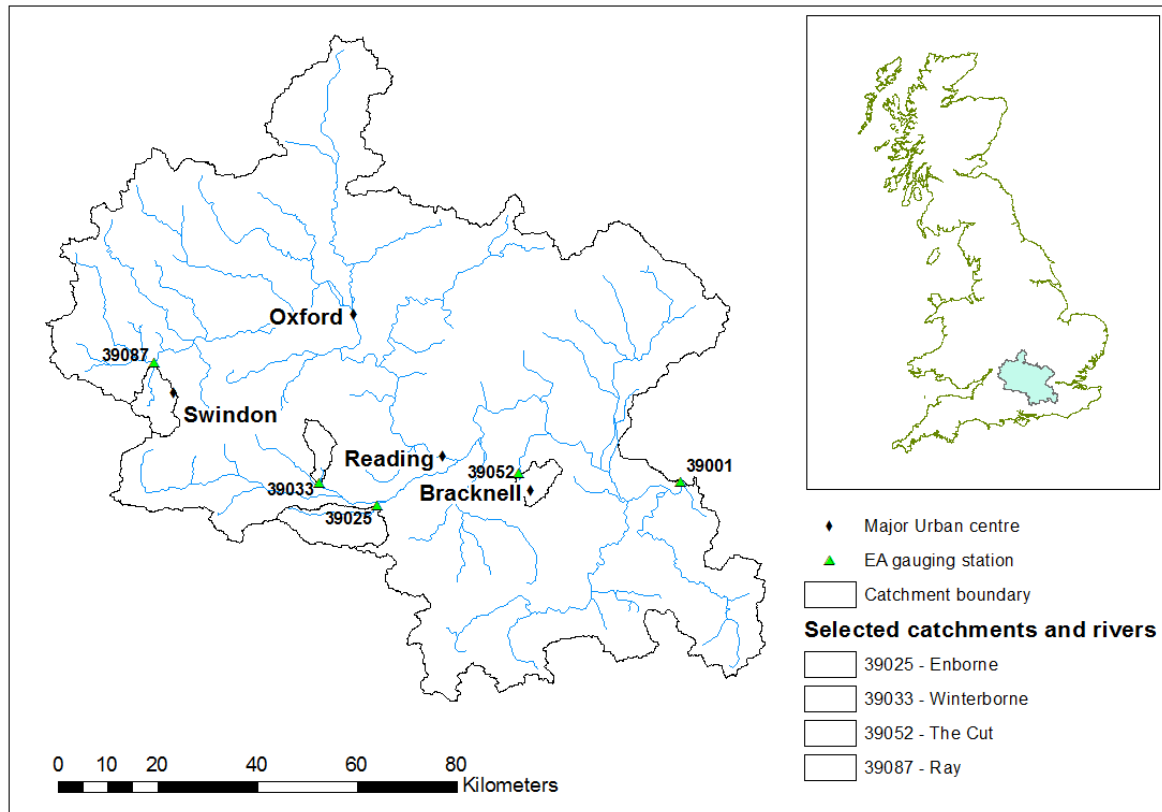 Oxford
39087
Swindon
Reading
39052
39001
39033
Bracknell
39025
0 10 20 40 60 80
Kilometers
Major Urban centre
EA gauging station
Catchment boundary
Selected catchments and rivers
39025 - Enborne
39033 - Winterborne
39052 - The Cut
39087 - Ray